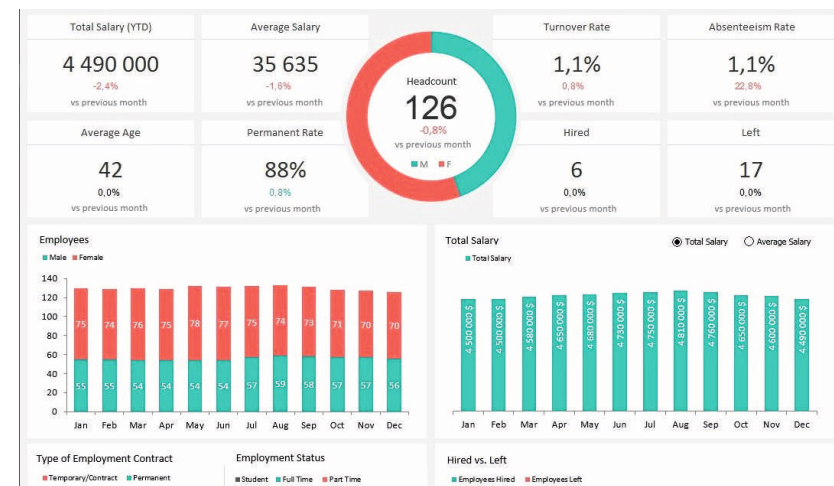 Total Salary (YTD)
4 490 000
-2,4%
vs previous month
Average Salary
35 635
-1,6%
vs previous month
Headcount
126
-0,8%
vs previous month
M F
Turnover Rate
1,1%
0,8%
vs previous month
Absenteeism Rate
1,1%
22,8%
vs previous month
Average Age
42
0,0%
vs previous month
Permanent Rate
88%
0,8%
vs previous month
Hired
6
0,0%
vs previous month
Left
17
0,0%
vs previous month
Employees
Male Female
140
120
100
80
60
40
20
0
75 74 76 75 78 77 75 74 73 71 70 70
55 55 54 54 54 54 57 59 58 57 57 56
Jan Feb Mar Apr May Jun Jul Aug Sep Oct Nov Dec
Total Salary
Total Salary Average Salary
Total Salary
4 500 000 $
4 500 000 $
4 580 000 $
4 650 000 $
4 680 000 $
4 730 000 $
4 750 000 $
4 810 000 $
4 760 000 $
4 650 000 $
4 600 000 $
4 490 000 $
Jan Feb Mar Apr May Jun Jul Aug Sep Oct Nov Dec
Type of Employment Contract
Temporary/Contract Permanent
Employment Status
Student Full Time Part Time
Hired vs. Left
Employees Hired Employees Left